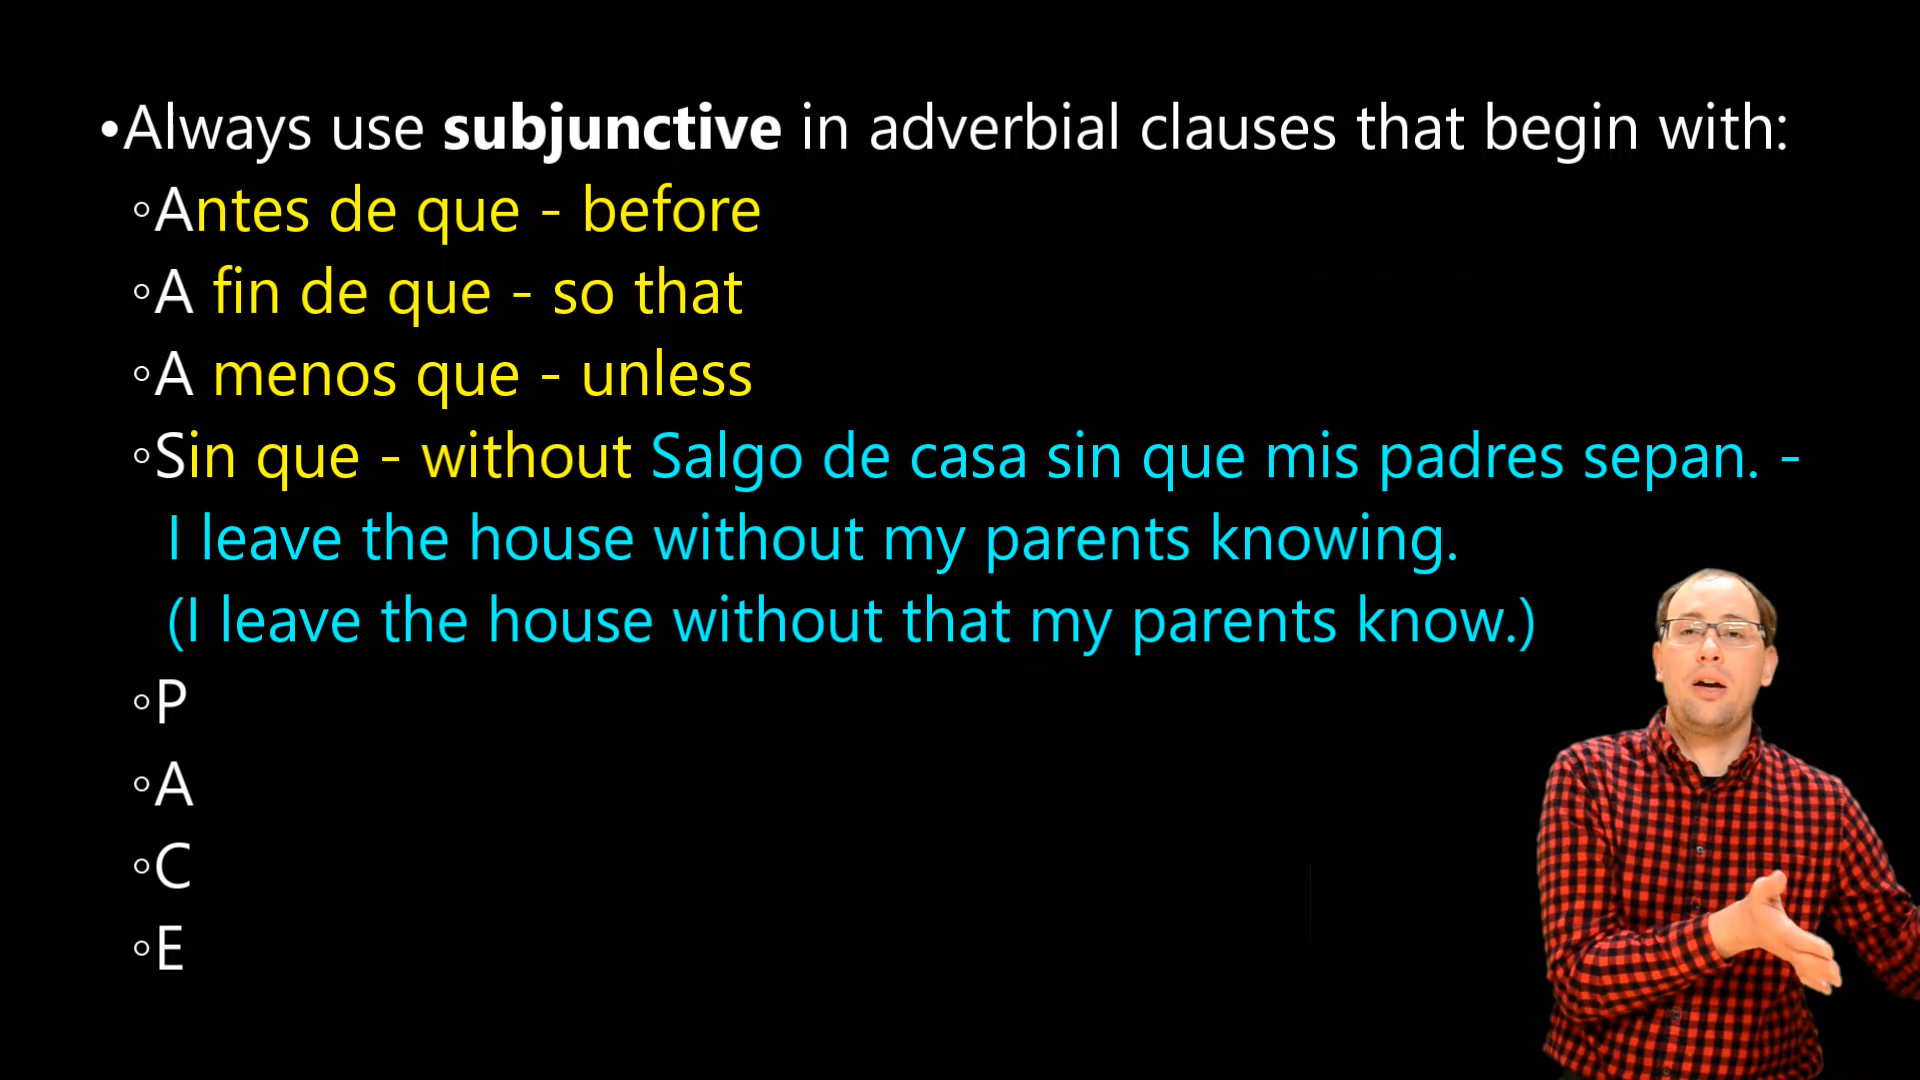 •Always use subjunctive in adverbial clauses that begin with:
◦Antes de que - before
◦A fin de que - so that
◦A menos que - unless
◦Sin que - without Salgo de casa sin que mis padres sepan. -
I leave the house without my parents knowing.
(I leave the house without that my parents know.)
◦P
◦A
◦C
◦E